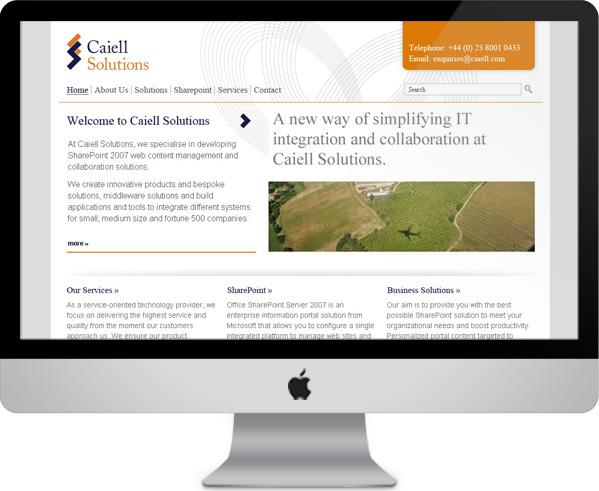 Caiell
Solutions
Telephone: +44 (0) 23 8001 0433
Email: enquiries@ciaell.com
Home About Us Solutions Sharepoint Services Contact
Search
Welcome to Caiell Solutions
At Caiell Solutions, we specialise in developing
SharePoint 2007 web content management and
collaboration solutions.
We create innovative products and bespoke
solutions, middleware solutions and build
applications and tools to integrate different systems
for small, medium size and fortune 500 companies.
more »
A new way of simplifying IT
integration and collaboration at
Caiell Solutions.
Our Services »
As a service-oriented technology provider, we
focus on delivering the highest service and
quality from the moment our customers
approach us. We ensure our product
SharePoint »
Office SharePoint Server 2007 is an
enterprise information portal solution from
Microsoft that allows you to configure a single
integrated platform to manage web sites and
Business Solutions »
Our aim is to provide you with the best
possible SharePoint solution to meet your
organizational needs and boost productivity.
Personalized portal content targeted to